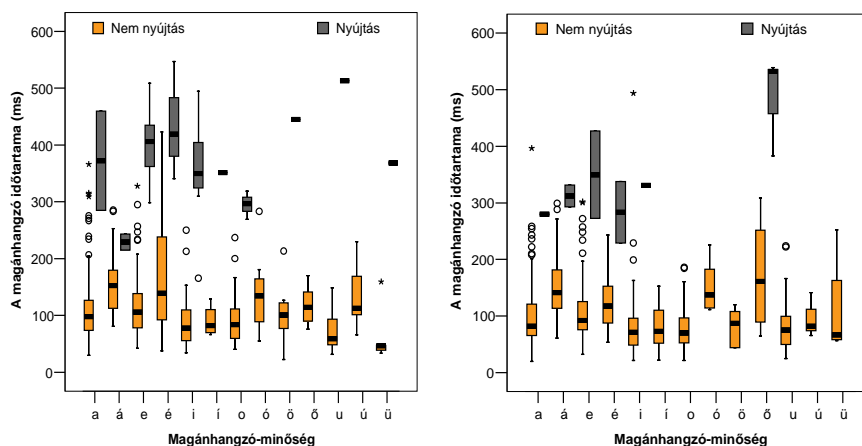 Nem nyújtás
Nyújtás
A magánhangzó időtartama (ms)
600
500
400
300
200
100
0
a á e é i í o ó ö ő u ú ü
Magánhangzó-minőség
Nem nyújtás
Nyújtás
A magánhangzó időtartama (ms)
600
500
400
300
200
100
0
a á e é i í o ó ö ő u ú ü
Magánhangzó-minőség